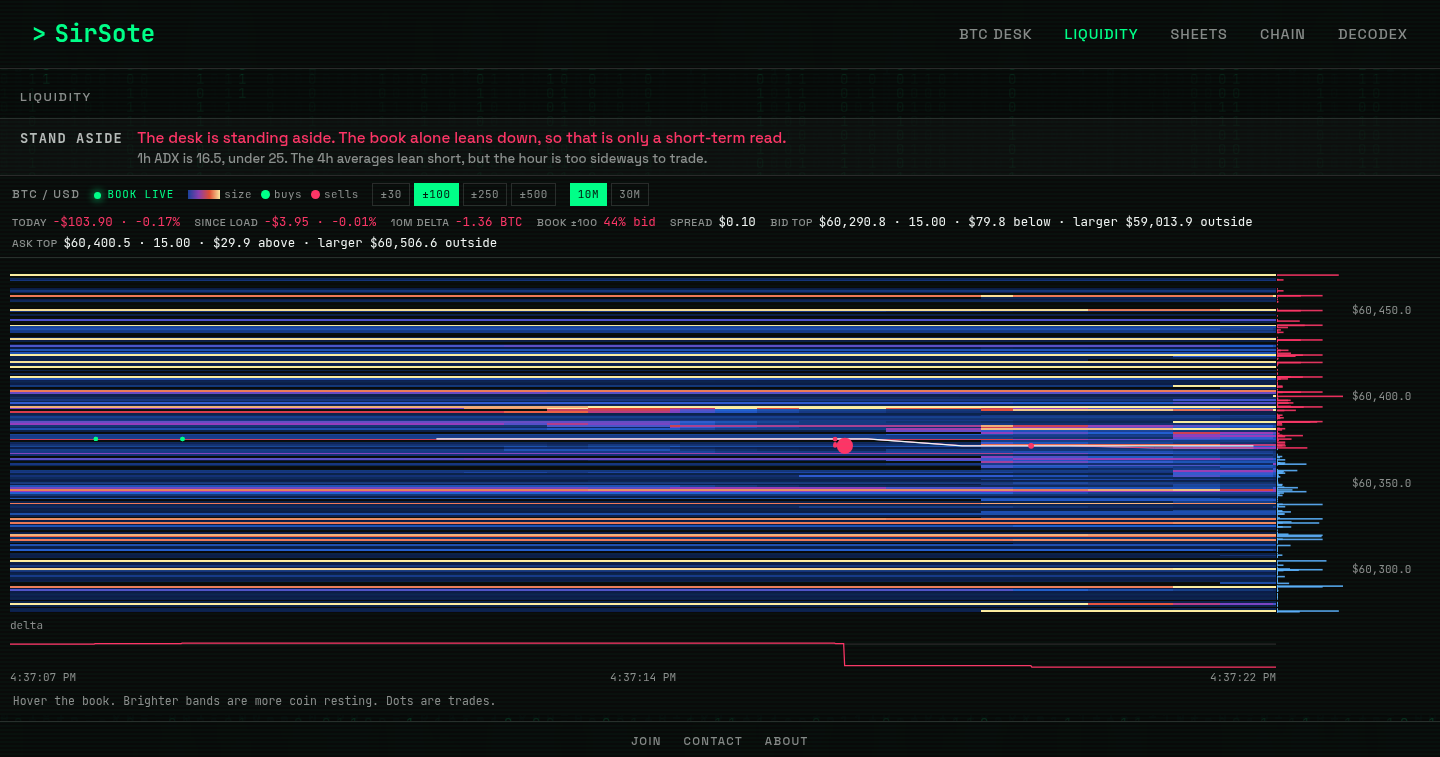 > SirSote
BTC DESK LIQUIDITY SHEETS CHAIN DECODEX
LIQUIDITY
STAND ASIDE The desk is standing aside. The book alone leans down, so that is only a short-term read.
1h ADX is 16.5, under 25. The 4h averages lean short, but the hour is too sideways to trade.
BTC / USD BOOK LIVE size buys sells ±30 ±100 ±250 ±500 10M 30M
TODAY -$103.90 · -0.17% SINCE LOAD -$3.95 · -0.01% 10M DELTA -1.36 BTC BOOK ±100 44% bid SPREAD $0.10 BID TOP $60,290.8 · 15.00 · $79.8 below · larger $59,013.9 outside
ASK TOP $60,400.5 · 15.00 · $29.9 above · larger $60,506.6 outside
$60,450.0
$60,400.0
$60,350.0
$60,300.0
delta
4:37:07 PM 4:37:14 PM 4:37:22 PM
Hover the book. Brighter bands are more coin resting. Dots are trades.
JOIN CONTACT ABOUT